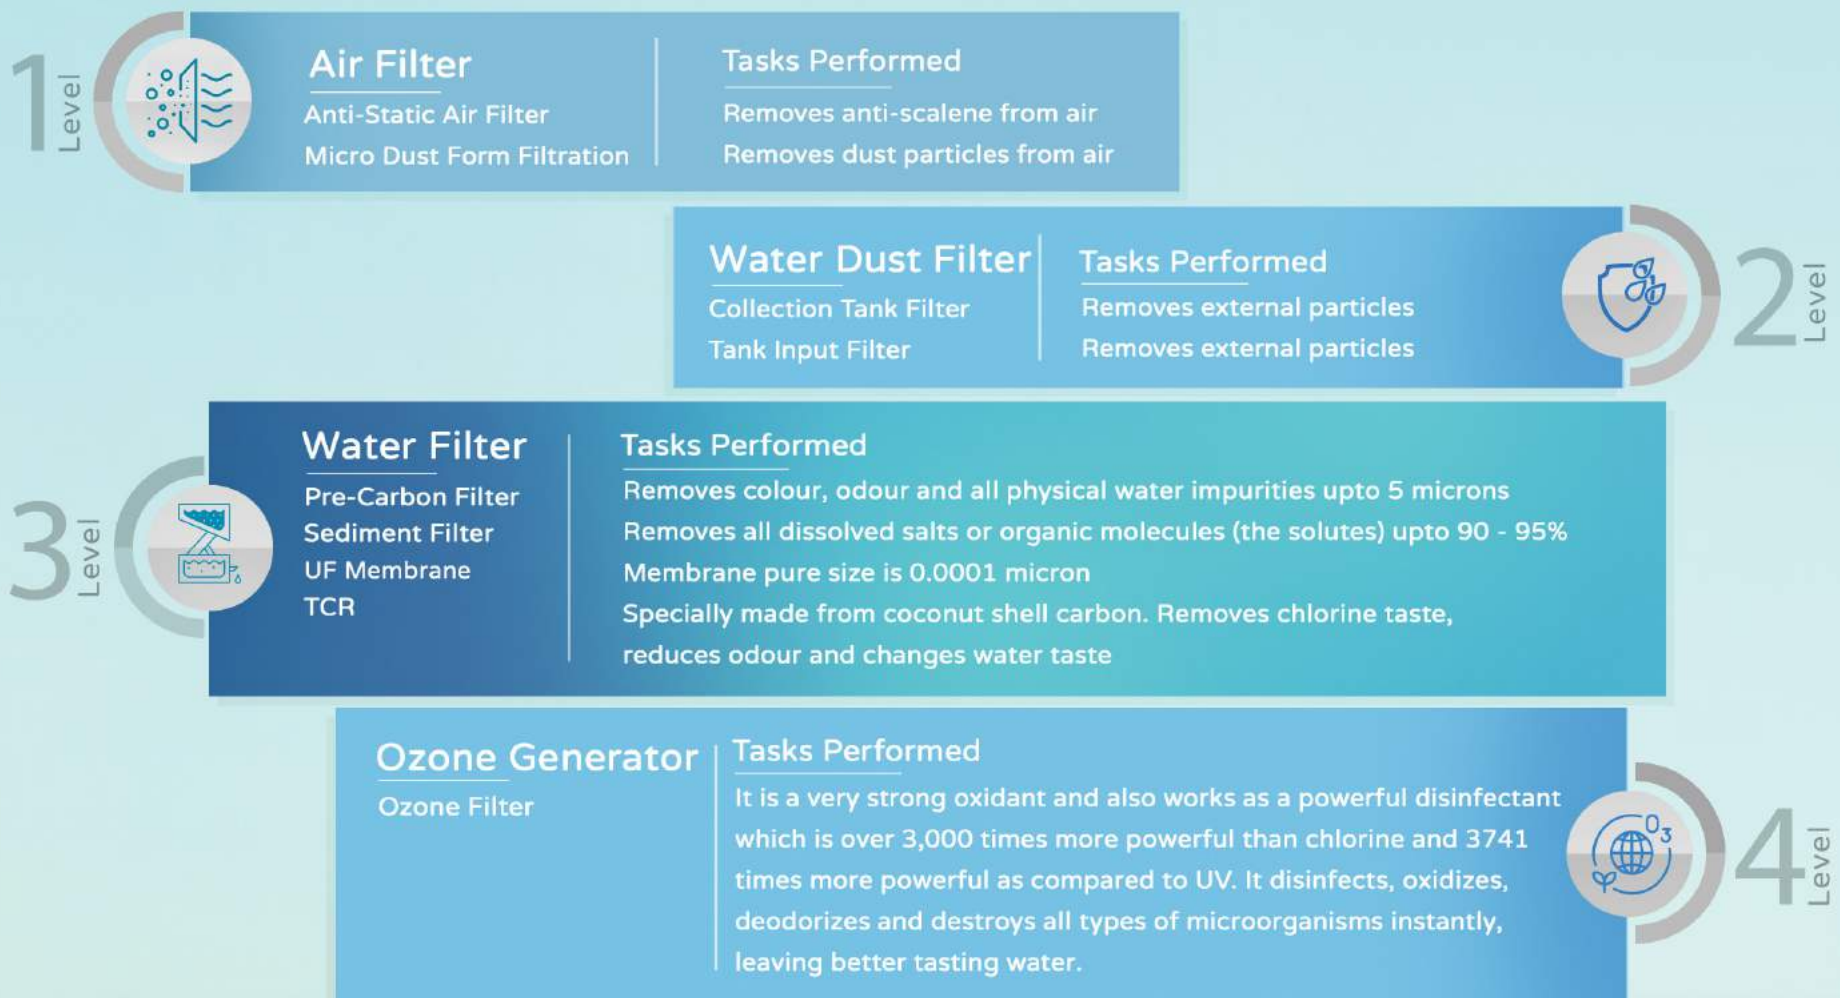 1 Level
Air Filter
Anti-Static Air Filter
Micro Dust Form Filtration
Tasks Performed
Removes anti-scalene from air
Removes dust particles from air
2 Level
Water Dust Filter
Collection Tank Filter
Tank Input Filter
Tasks Performed
Removes external particles
Removes external particles
3 Level
Water Filter
Pre-Carbon Filter
Sediment Filter
UF Membrane
TCR
Tasks Performed
Removes colour, odour and all physical water impurities upto 5 microns
Removes all dissolved salts or organic molecules (the solutes) upto 90 - 95%
Membrane pure size is 0.0001 micron
Specially made from coconut shell carbon. Removes chlorine taste,
reduces odour and changes water taste
4 Level
Ozone Generator
Ozone Filter
Tasks Performed
It is a very strong oxidant and also works as a powerful disinfectant
which is over 3,000 times more powerful than chlorine and 3741
times more powerful as compared to UV. It disinfects, oxidizes,
deodorizes and destroys all types of microorganisms instantly,
leaving better tasting water.
O3